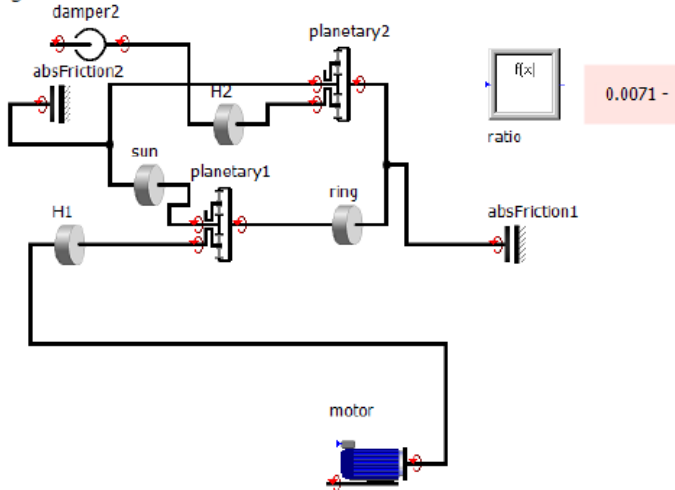 damper2
planetary2
absFriction2
H2
f(x)
0.0071 -
ratio
sun
planetary1
ring
H1
absFriction1
motor